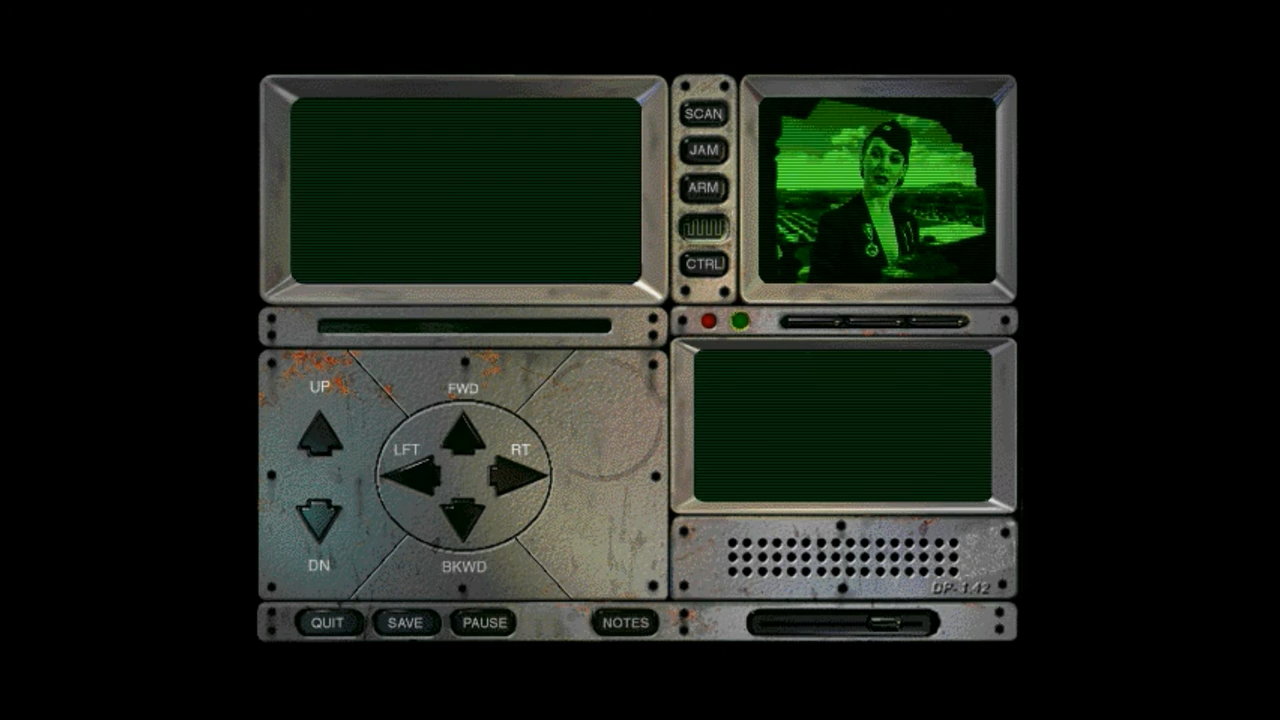 SCAN
JAM
ARM
CTRL
UP
FWD
LFT
RT
DN
BKWD
DP-1.42
QUIT
SAVE
PAUSE
NOTES